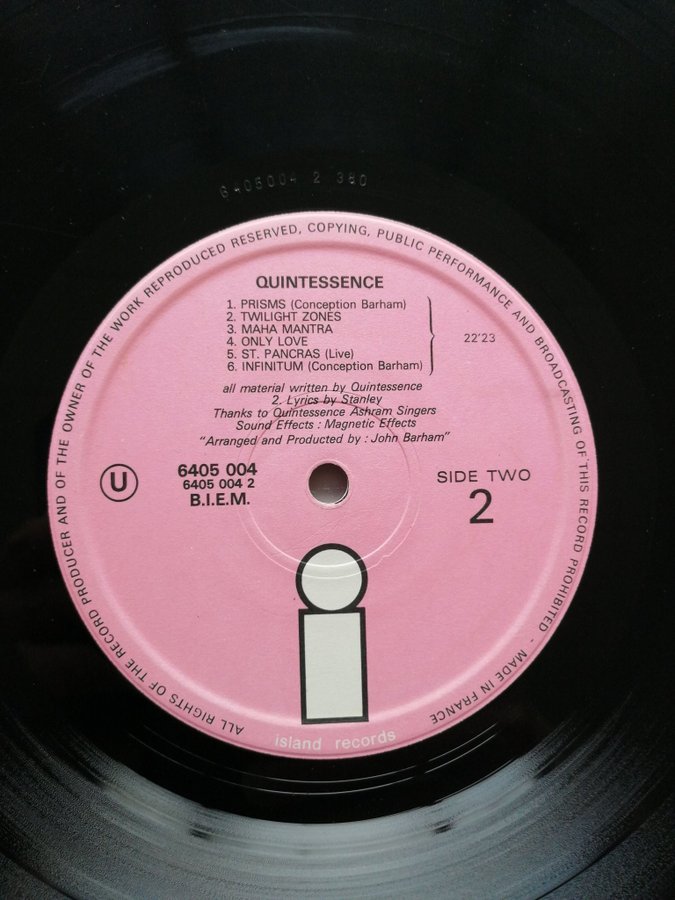 6405004 2 380
ALL RIGHTS OF THE RECORD PRODUCER AND OF THE OWNER OF THE WORK REPRODUCED RESERVED, COPYING, PUBLIC PERFORMANCE AND BROADCASTING OF THIS RECORD PROHIBITED - MADE IN FRANCE
QUINTESSENCE
1. PRISMS (Conception Barham)
2. TWILIGHT ZONES
3. MAHA MANTRA
4. ONLY LOVE
5. ST. PANCRAS (Live)
6. INFINITUM (Conception Barham)
22'23
all material written by Quintessence
2. Lyrics by Stanley
Thanks to Quintessence Ashram Singers
Sound Effects : Magnetic Effects
"Arranged and Produced by : John Barham"
U
6405 004
6405 004 2
B.I.E.M.
SIDE TWO
2
i
island records